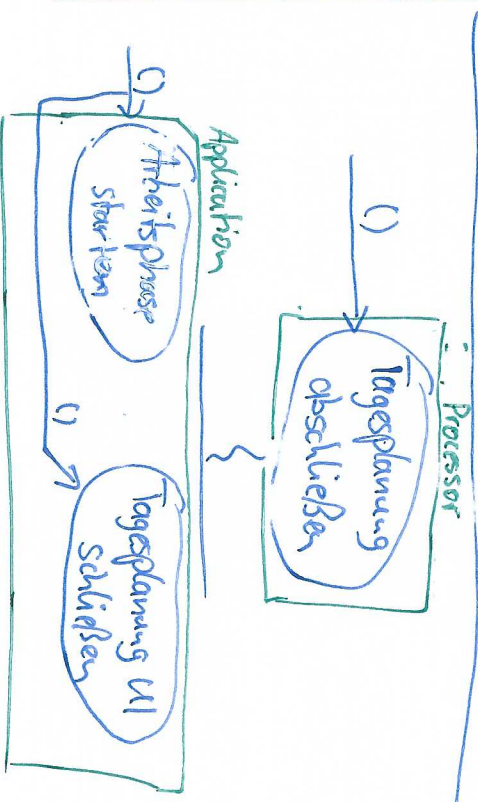 : Processor
()
Tagesplanung
abschließen
Application
()
Arbeitsphase
starten
()
Tagesplanung UI
schließen